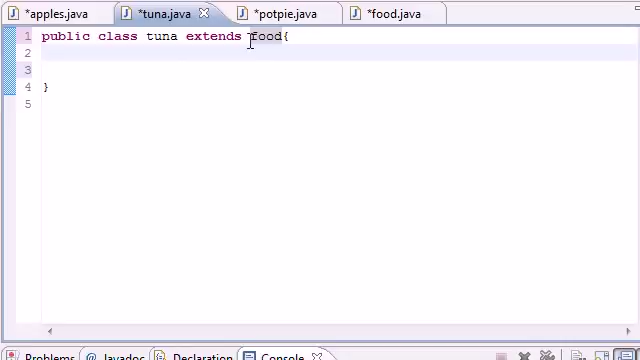 *apples.java *tuna.java *potpie.java *food.java
1 public class tuna extends food{
2
3
4 }
5
Problems @ Javadoc Declaration Console